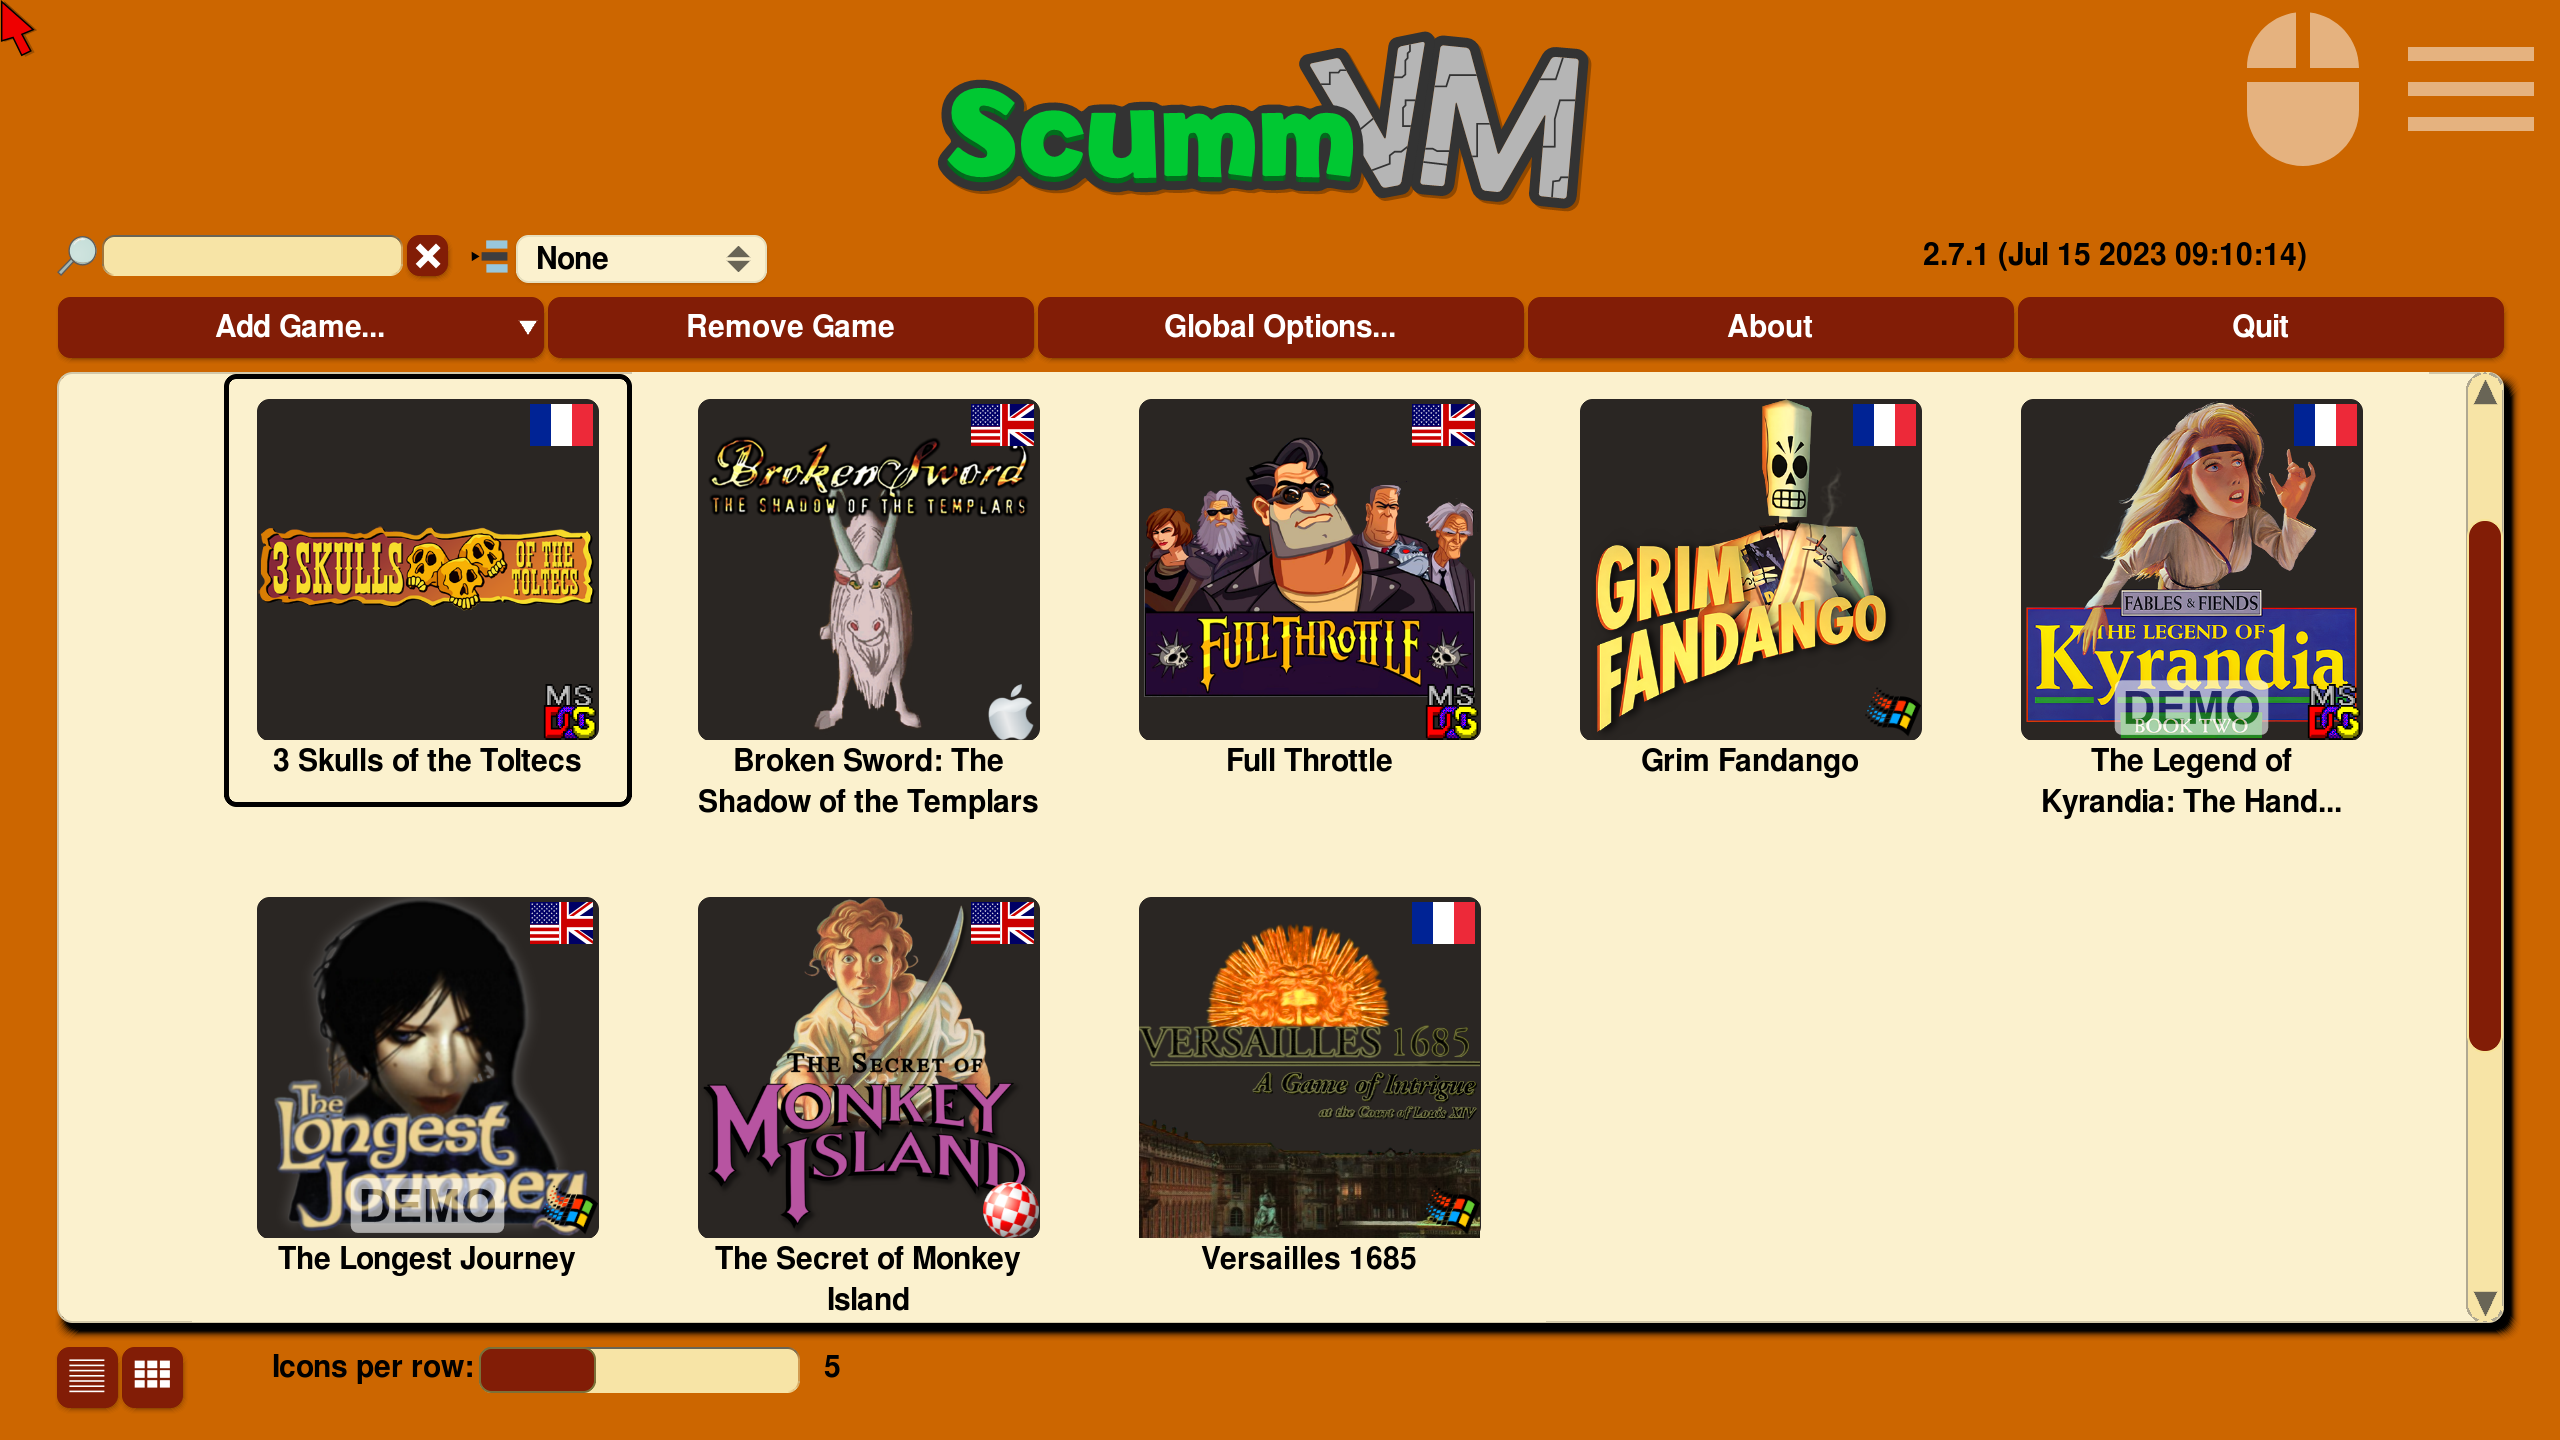 ScummVM
None
2.7.1 (Jul 15 2023 09:10:14)
Add Game...
Remove Game
Global Options...
About
Quit
3 SKULLS OF THE TOLTECS
MS DOS
3 Skulls of the Toltecs
Broken Sword
THE SHADOW OF THE TEMPLARS
Broken Sword: The
Shadow of the Templars
FULL THROTTLE
MS DOS
Full Throttle
GRIM
FANDANGO
Grim Fandango
FABLES & FIENDS
THE LEGEND OF
Kyrandia
DEMO
BOOK TWO
MS DOS
The Legend of
Kyrandia: The Hand...
The
Longest
Journey
DEMO
The Longest Journey
THE SECRET OF
MONKEY
ISLAND
The Secret of Monkey
Island
VERSAILLES 1685
A Game of Intrigue
at the Court of Louis XIV
Versailles 1685
Icons per row:
5